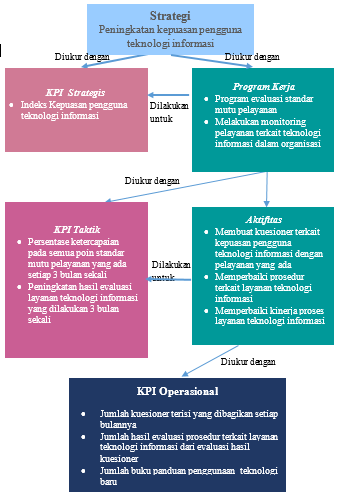 Strategi
Peningkatan kepuasan pengguna
teknologi informasi
Diukur dengan
Diukur dengan
KPI Strategis
• Indeks Kepuasan pengguna
teknologi informasi
Dilakukan
untuk
Program Kerja
• Program evaluasi standar
mutu pelayanan
• Melakukan monitoring
pelayanan terkait teknologi
informasi dalam organisasi
Diukur dengan
KPI Taktik
• Persentase ketercapaian
pada semua poin standar
mutu pelayanan yang ada
setiap 3 bulan sekali
• Peningkatan hasil evaluasi
layanan teknologi informasi
yang dilakukan 3 bulan
sekali
Dilakukan
untuk
Aktifitas
• Membuat kuesioner terkait
kepuasan pengguna
teknologi informasi dengan
pelayanan yang ada
• Memperbaiki prosedur
terkait layanan teknologi
informasi
• Memperbaiki kinerja proses
layanan teknologi informasi
Diukur dengan
KPI Operasional
• Jumlah kuesioner terisi yang dibagikan setiap
bulannya
• Jumlah hasil evaluasi prosedur terkait layanan
teknologi informasi dari evaluasi hasil
kuesioner
• Jumlah buku panduan penggunaan teknologi
baru